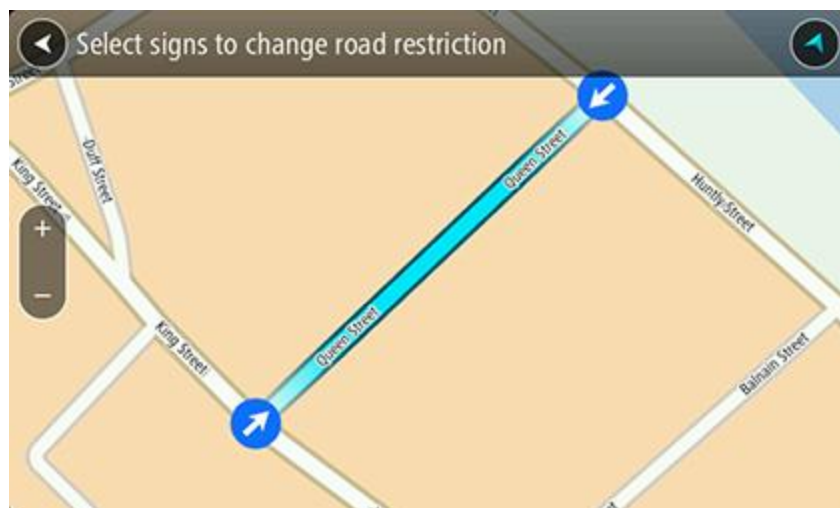 Select signs to change road restriction
Street
Duff Street
King Street
Queen Street
Huntly Street
Queen Street
King Street
Balnain Street
+
−